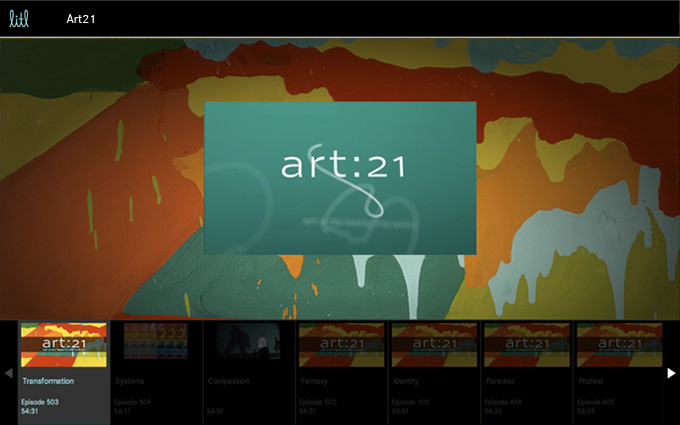 litl
Art21
art:21
art:21
art:21
art:21
art:21
art:21
Transformation
Systems
Compassion
Fantasy
Identity
Paradox
Protest
Episode 503
Episode 504
Episode 502
Episode 103
Episode 404
Episode 402
54:31
54:11
54:31
54:31
53:41
54:35
53:09